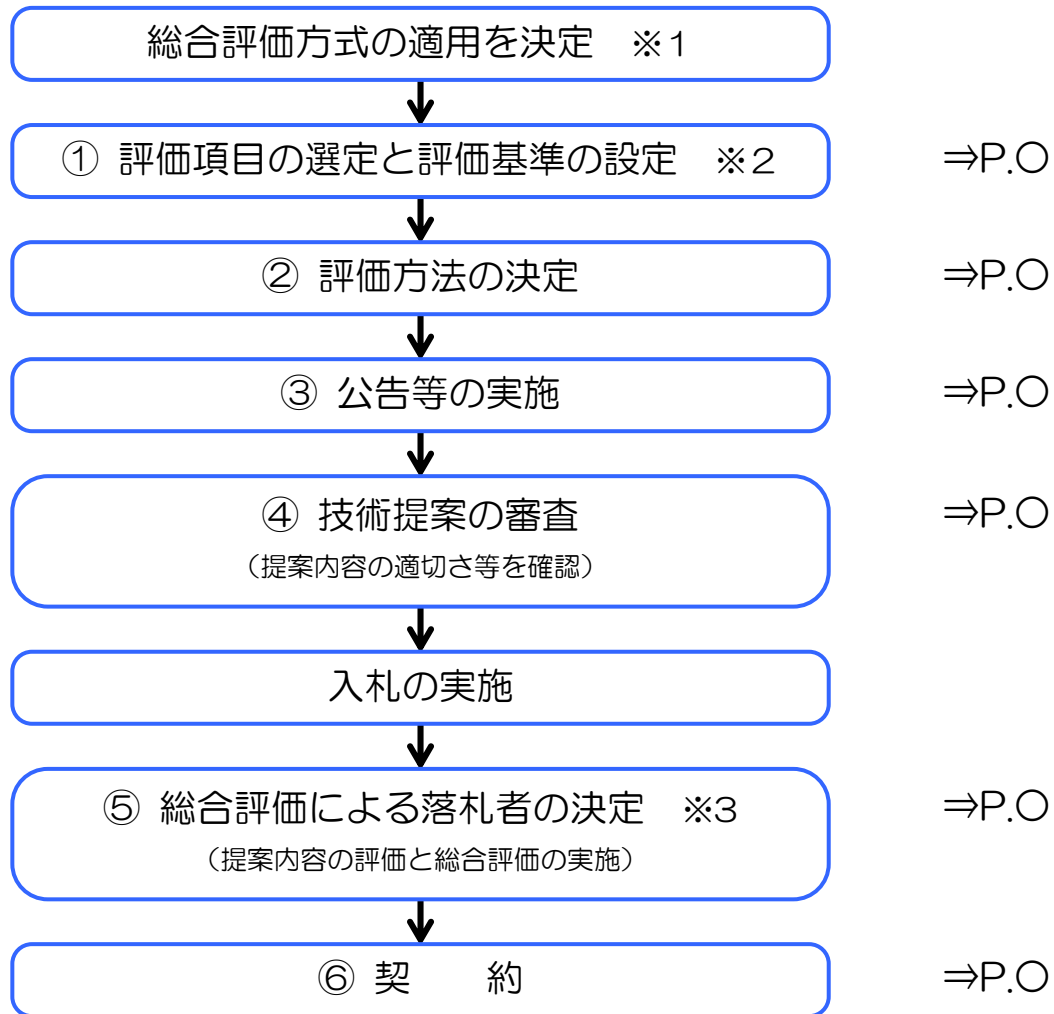 総合評価方式の適用を決定　※１
① 評価項目の選定と評価基準の設定　※２　⇒P.〇
② 評価方法の決定　⇒P.〇
③ 公告等の実施　⇒P.〇
④ 技術提案の審査　⇒P.〇
（提案内容の適切さ等を確認）
入札の実施
⑤ 総合評価による落札者の決定　※３　⇒P.〇
（提案内容の評価と総合評価の実施）
⑥ 契　　約　⇒P.〇